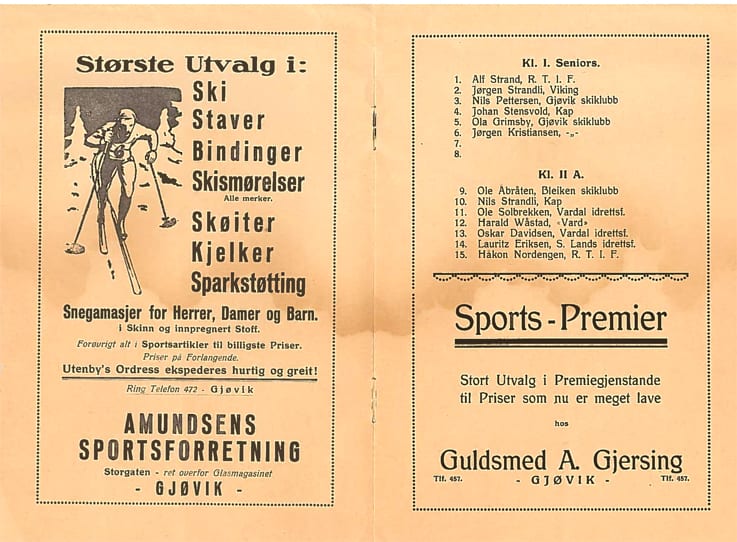 Største Utvalg i:
Ski
Staver
Bindinger
Skismørelser
Alle merker.
Skøiter
Kjelker
Sparkstøtting
Snegamasjer for Herrer, Damer og Barn.
i Skinn og innpregnert Stoff.
Forøvrigt alt i Sportsartikler til billigste Priser.
Priser på Forlangende.
Utenby's Ordress ekspederes hurtig og greit!
Ring Telefon 472 - Gjøvik
AMUNDSENS
SPORTSFORRETNING
Storgaten - ret overfor Glasmagasinet
- GJØVIK -
Kl. I. Seniors.
1. Alf Strand, R. T. I. F.
2. Jørgen Strandli, Viking
3. Nils Pettersen, Gjøvik skiklubb
4. Johan Stensvold, Kap
5. Ola Grimsby, Gjøvik skiklubb
6. Jørgen Kristiansen, -„-
7.
8.
Kl. II A.
9. Ole Åbråten, Bleiken skiklubb
10. Nils Strandli, Kap
11. Ole Solbrekken, Vardal idrettsf.
12. Harald Wåstad, «Vard»
13. Oskar Davidsen, Vardal idrettsf.
14. Lauritz Eriksen, S. Lands idrettsf.
15. Håkon Nordengen, R. T. I. F.
Sports-Premier
Stort Utvalg i Premiegjenstande
til Priser som nu er meget lave
hos
Guldsmed A. Gjersing
Tlf. 457. - GJØVIK - Tlf. 457.